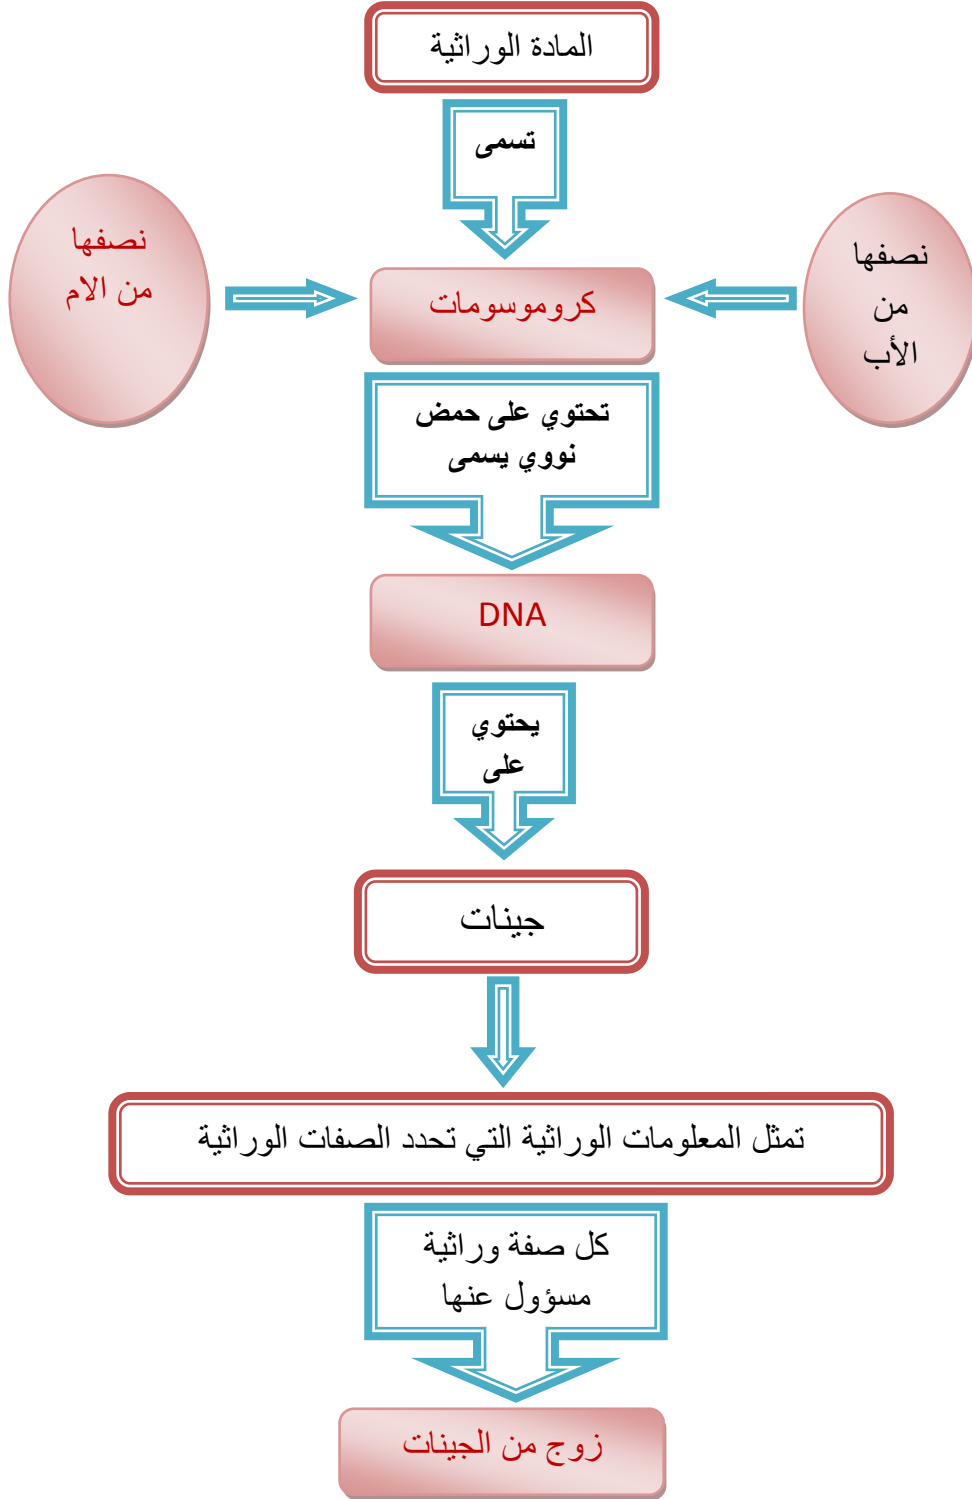 المادة الوراثية
تسمى
نصفها
من الام
كروموسومات
نصفها
من
الأب
تحتوي على حمض
نووي يسمى
DNA
يحتوي
على
جينات
تمثل المعلومات الوراثية التي تحدد الصفات الوراثية
كل صفة وراثية
مسؤول عنها
زوج من الجينات